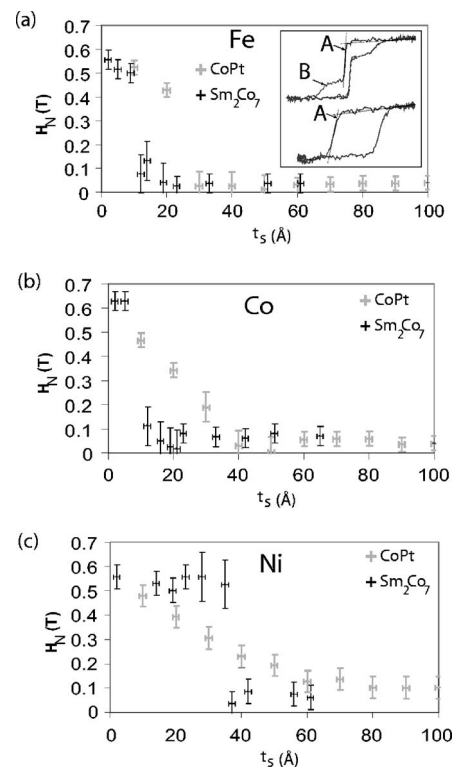 (a)
Fe
0.7
0.6
0.5
0.4
0.3
0.2
0.1
0
H_N (T)
CoPt
Sm₂Co₇
A
B
A
0 20 40 60 80 100
t_s (Å)
(b)
Co
0.7
0.6
0.5
0.4
0.3
0.2
0.1
0
H_N (T)
CoPt
Sm₂Co₇
0 20 40 60 80 100
t_s (Å)
(c)
Ni
0.7
0.6
0.5
0.4
0.3
0.2
0.1
0
H_N (T)
CoPt
Sm₂Co₇
0 20 40 60 80 100
t_s (Å)